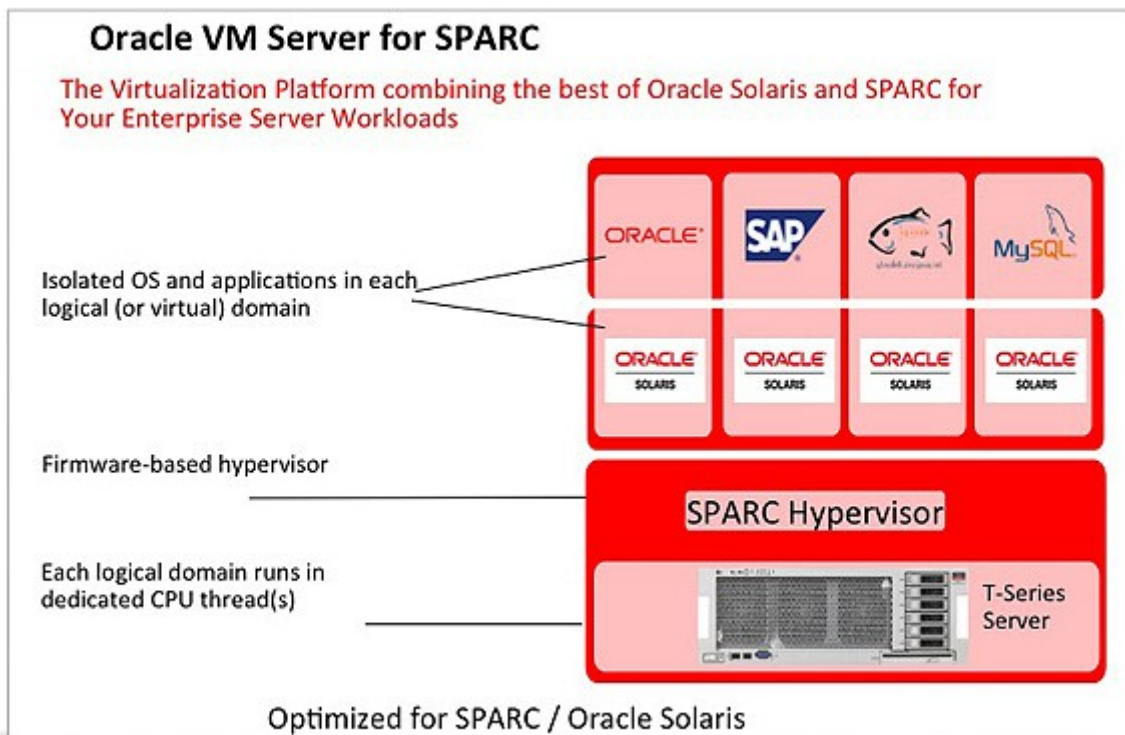 Oracle VM Server for SPARC
The Virtualization Platform combining the best of Oracle Solaris and SPARC for
Your Enterprise Server Workloads
ORACLE®
SAP®
MySQL®
Isolated OS and applications in each
logical (or virtual) domain
ORACLE®
SOLARIS
ORACLE®
SOLARIS
ORACLE®
SOLARIS
ORACLE®
SOLARIS
Firmware-based hypervisor
SPARC Hypervisor
Each logical domain runs in
dedicated CPU thread(s)
T-Series
Server
Optimized for SPARC / Oracle Solaris